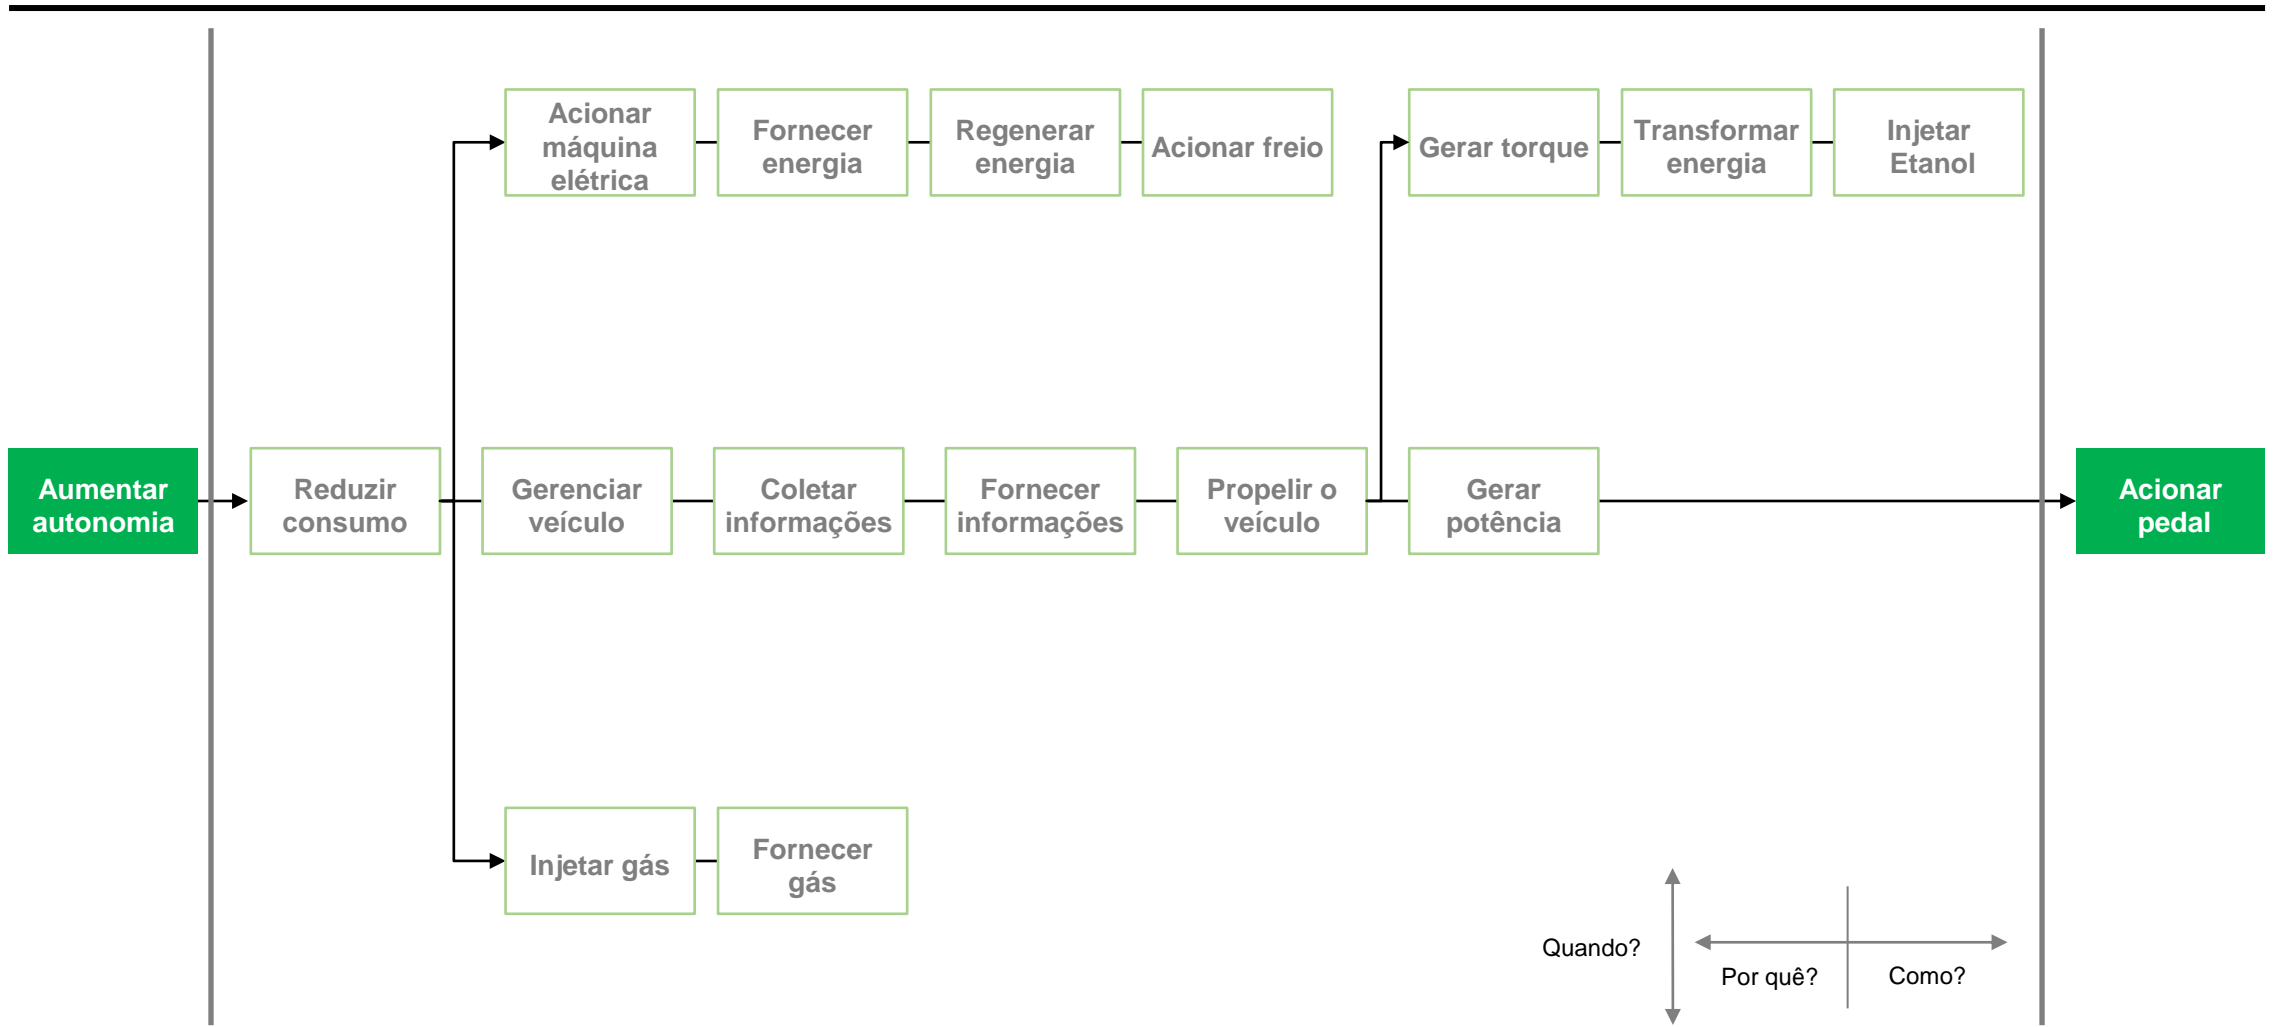 Acionar
máquina
elétrica
Fornecer
energia
Regenerar
energia
Acionar freio
Gerar torque
Transformar
energia
Injetar
Etanol
Aumentar
autonomia
Reduzir
consumo
Gerenciar
veículo
Coletar
informações
Fornecer
informações
Propelir o
veículo
Gerar
potência
Acionar
pedal
Injetar gás
Fornecer
gás
Quando?
Por quê?
Como?